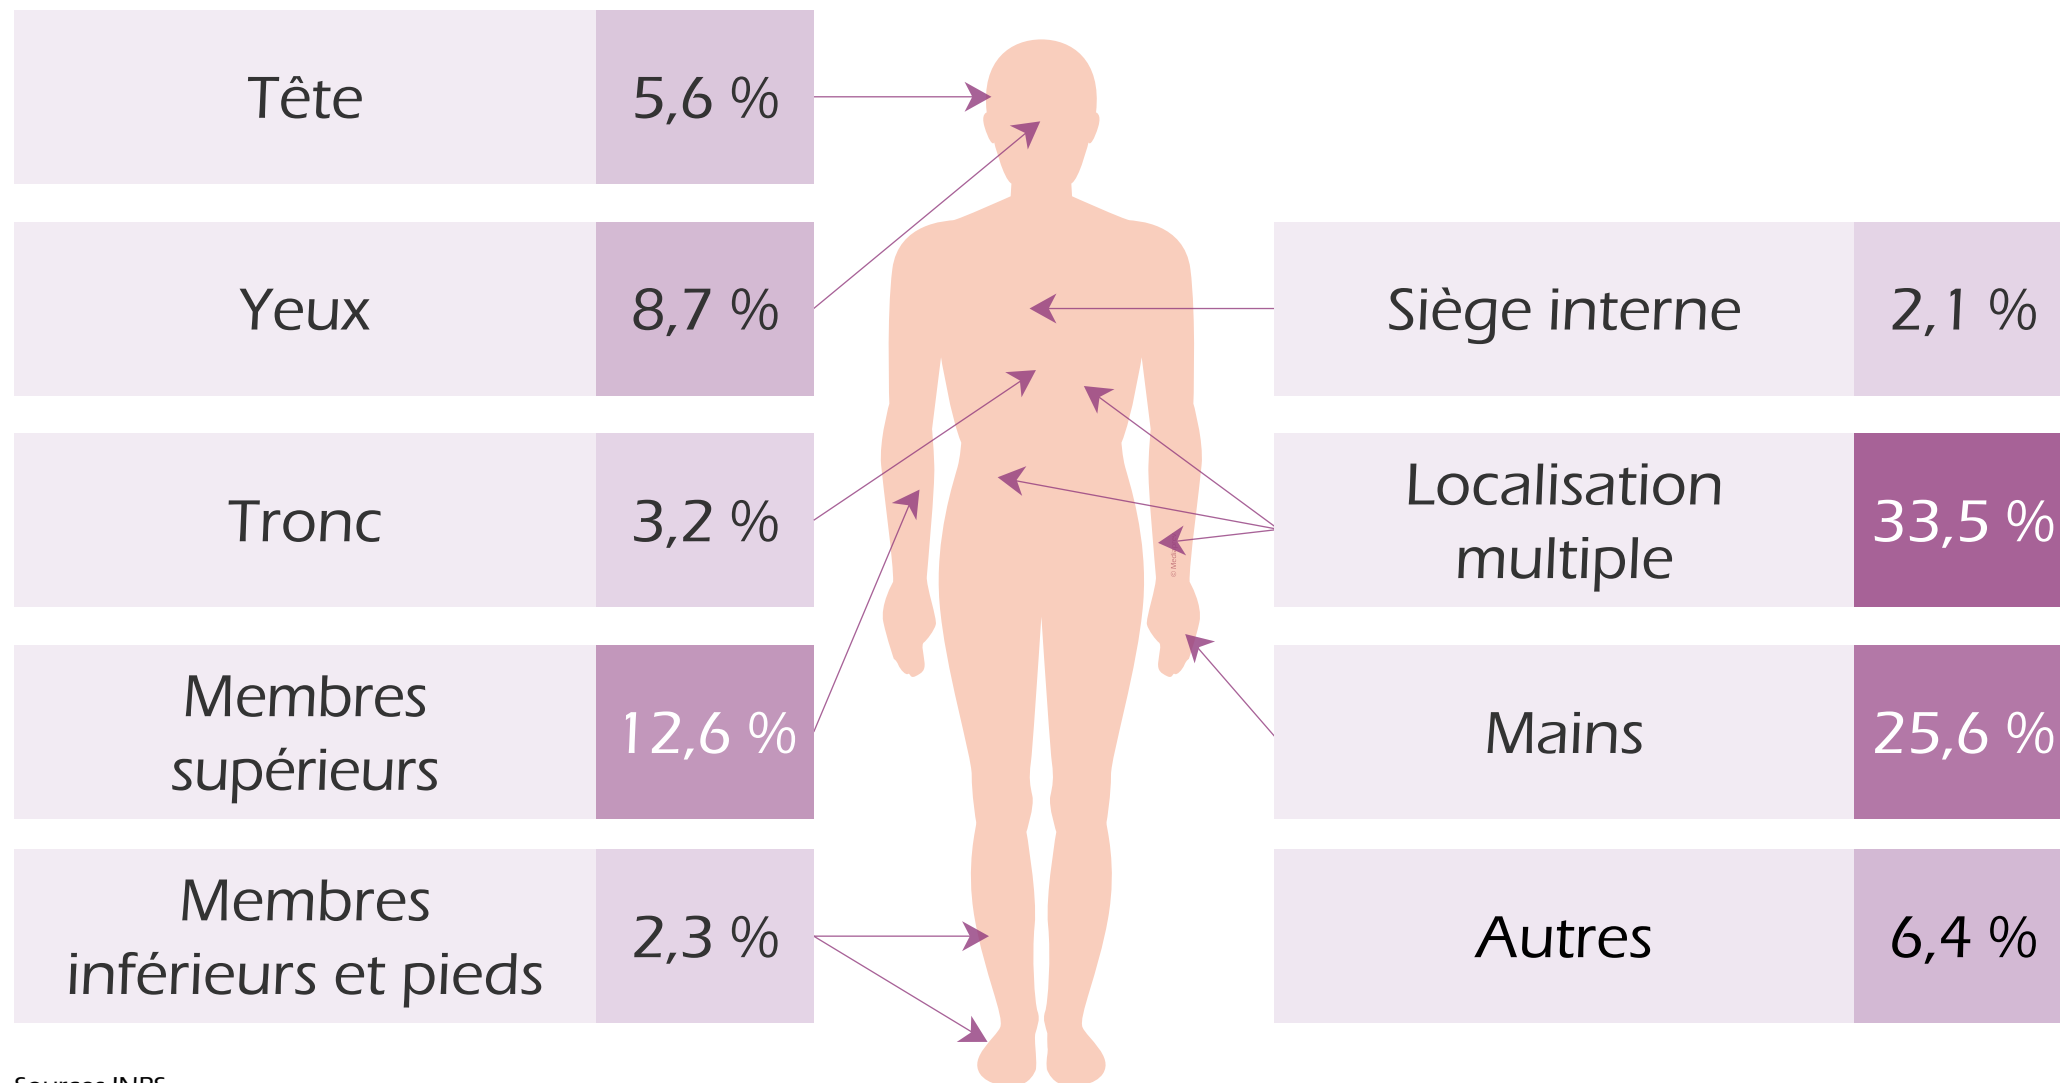 Tête
5,6 %
Yeux
8,7 %
Tronc
3,2 %
Membres
supérieurs
12,6 %
Membres
inférieurs et pieds
2,3 %
Siège interne
2,1 %
Localisation
multiple
33,5 %
Mains
25,6 %
Autres
6,4 %